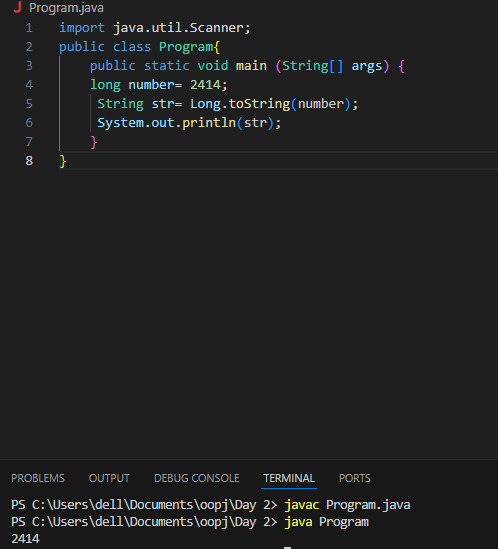 J Program.java
1 import java.util.Scanner;
2 public class Program{
3 public static void main (String[] args) {
4 long number= 2414;
5 String str= Long.toString(number);
6 System.out.println(str);
7 }
8 }
PROBLEMS OUTPUT DEBUG CONSOLE TERMINAL PORTS
PS C:\Users\dell\Documents\oopj\Day 2> javac Program.java
PS C:\Users\dell\Documents\oopj\Day 2> java Program
2414